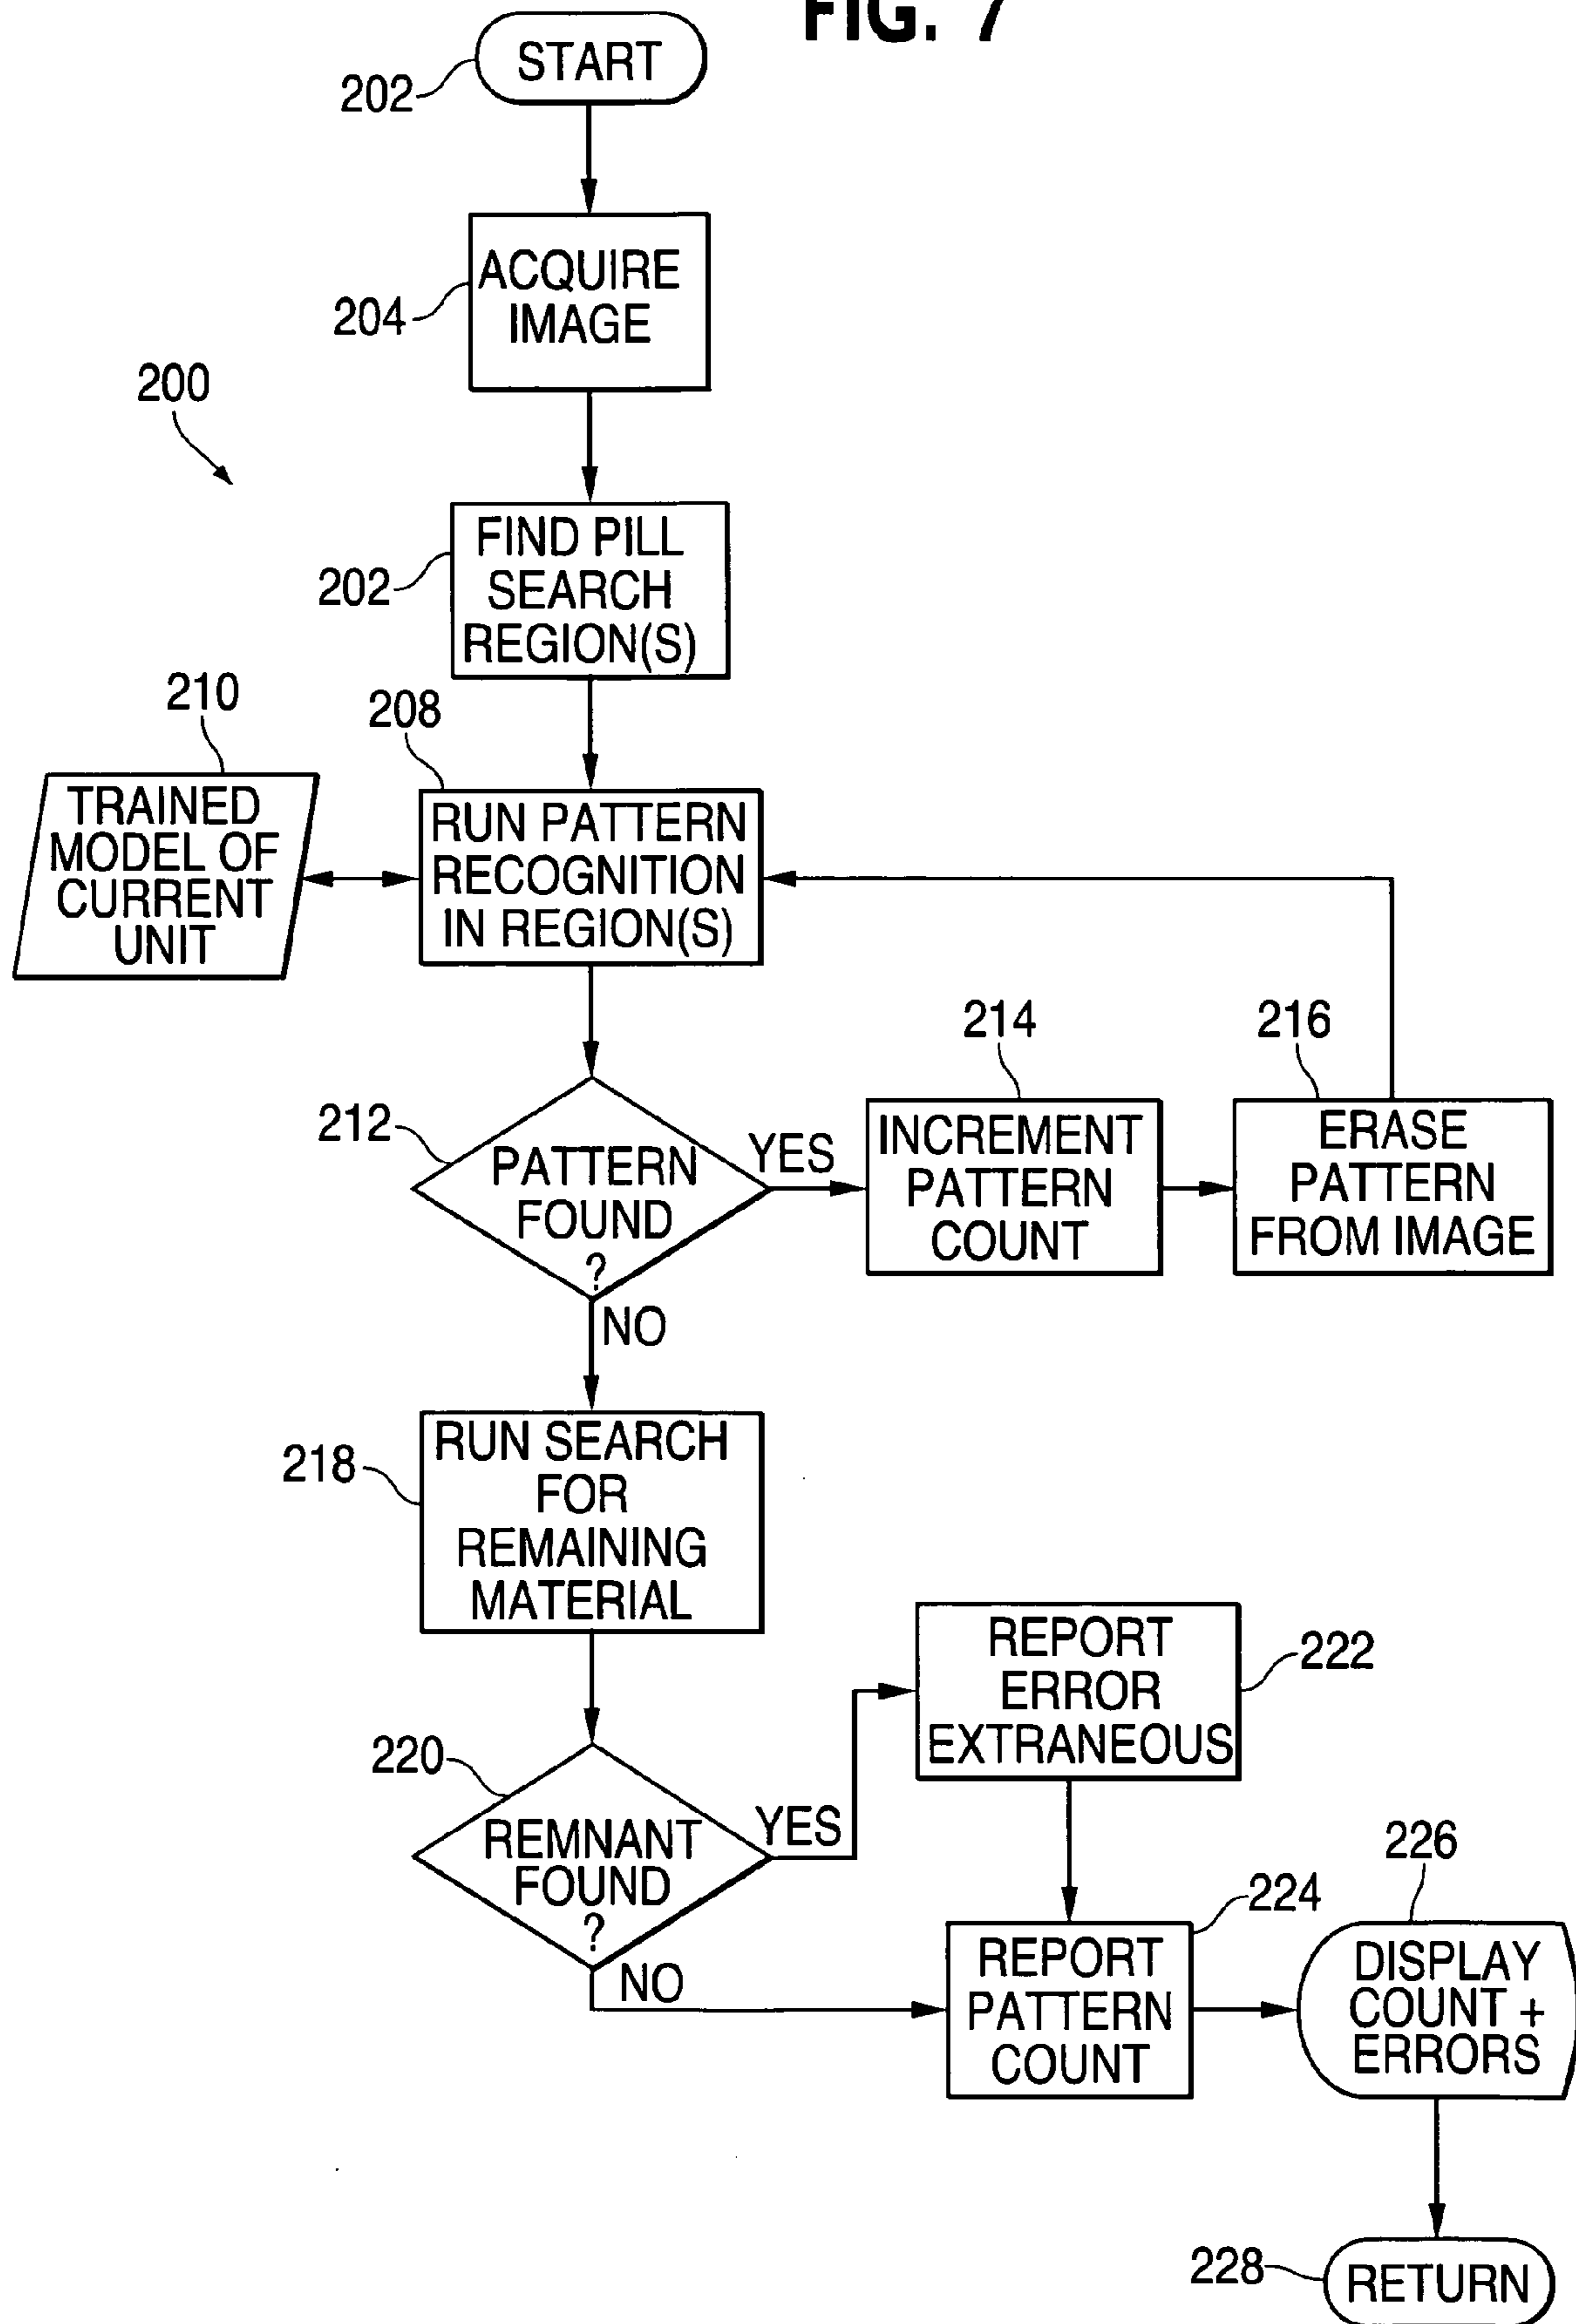 FIG. 7
START
202
ACQUIRE
IMAGE
204
200
FIND PILL
SEARCH
REGION(S)
202
210
208
TRAINED
MODEL OF
CURRENT
UNIT
RUN PATTERN
RECOGNITION
IN REGION(S)
212
PATTERN
FOUND
?
YES
NO
214
INCREMENT
PATTERN
COUNT
216
ERASE
PATTERN
FROM IMAGE
218
RUN SEARCH
FOR
REMAINING
MATERIAL
220
REMNANT
FOUND
?
YES
NO
REPORT
ERROR
EXTRANEOUS
222
224
REPORT
PATTERN
COUNT
226
DISPLAY
COUNT +
ERRORS
228
RETURN